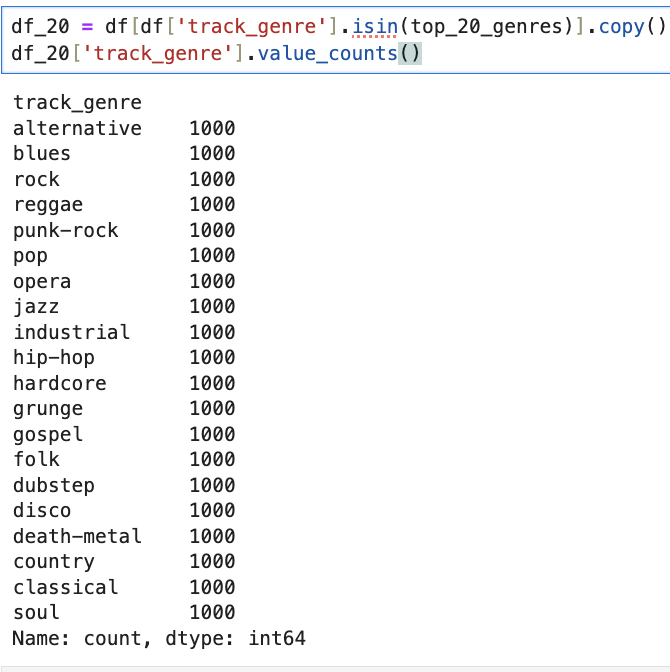 df_20 = df[df['track_genre'].isin(top_20_genres)].copy()
df_20['track_genre'].value_counts()
track_genre
alternative    1000
blues          1000
rock           1000
reggae         1000
punk-rock      1000
pop            1000
opera          1000
jazz           1000
industrial     1000
hip-hop        1000
hardcore       1000
grunge         1000
gospel         1000
folk           1000
dubstep        1000
disco          1000
death-metal    1000
country        1000
classical      1000
soul           1000
Name: count, dtype: int64